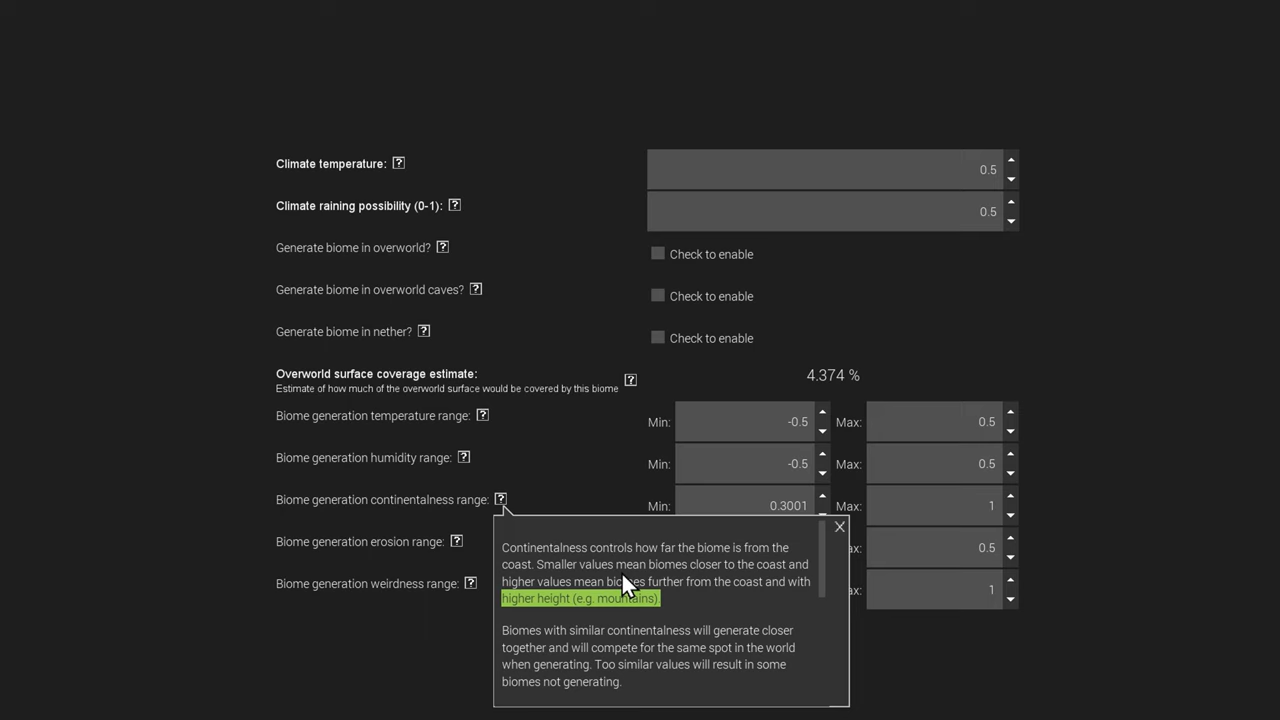 Climate temperature: ?
0.5
Climate raining possibility (0-1): ?
0.5
Generate biome in overworld? ?
Check to enable
Generate biome in overworld caves? ?
Check to enable
Generate biome in nether? ?
Check to enable
Overworld surface coverage estimate:
Estimate of how much of the overworld surface would be covered by this biome ?
4.374 %
Biome generation temperature range: ?
Min: -0.5 Max: 0.5
Biome generation humidity range: ?
Min: -0.5 Max: 0.5
Biome generation continentalness range: ?
Min: 0.3001 Max: 1
Continentalness controls how far the biome is from the
coast. Smaller values mean biomes closer to the coast and
higher values mean biomes further from the coast and with
higher height (e.g. mountains).
Biomes with similar continentalness will generate closer
together and will compete for the same spot in the world
when generating. Too similar values will result in some
biomes not generating.
X
Biome generation erosion range: ?
ax: 0.5
Biome generation weirdness range: ?
ax: 1